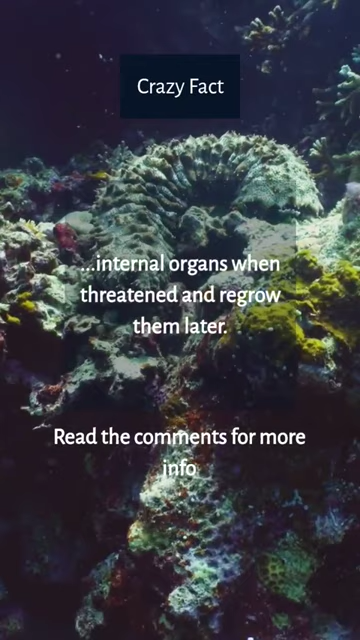 Crazy Fact
...internal organs when
threatened and regrow
them later.
Read the comments for more
info